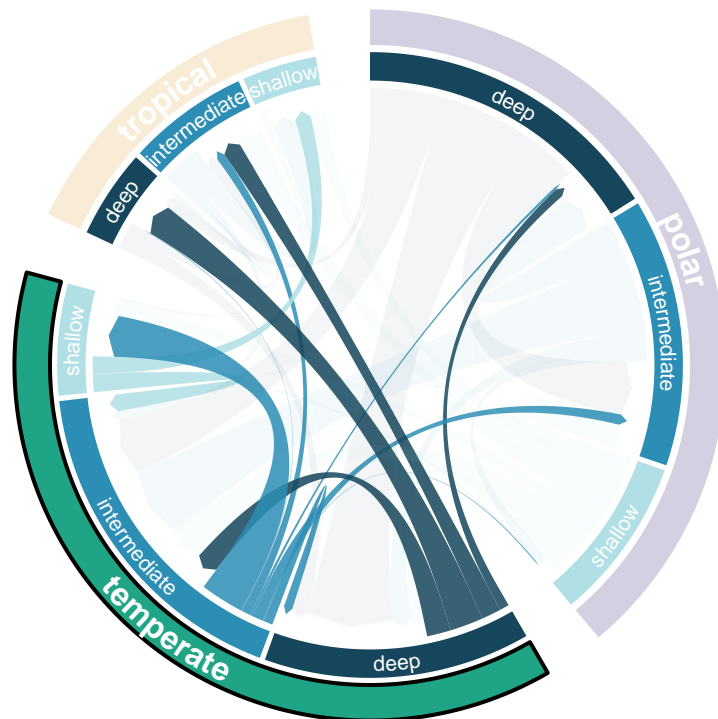 tropical
shallow
intermediate
deep
deep
polar
intermediate
shallow
shallow
intermediate
temperate
deep